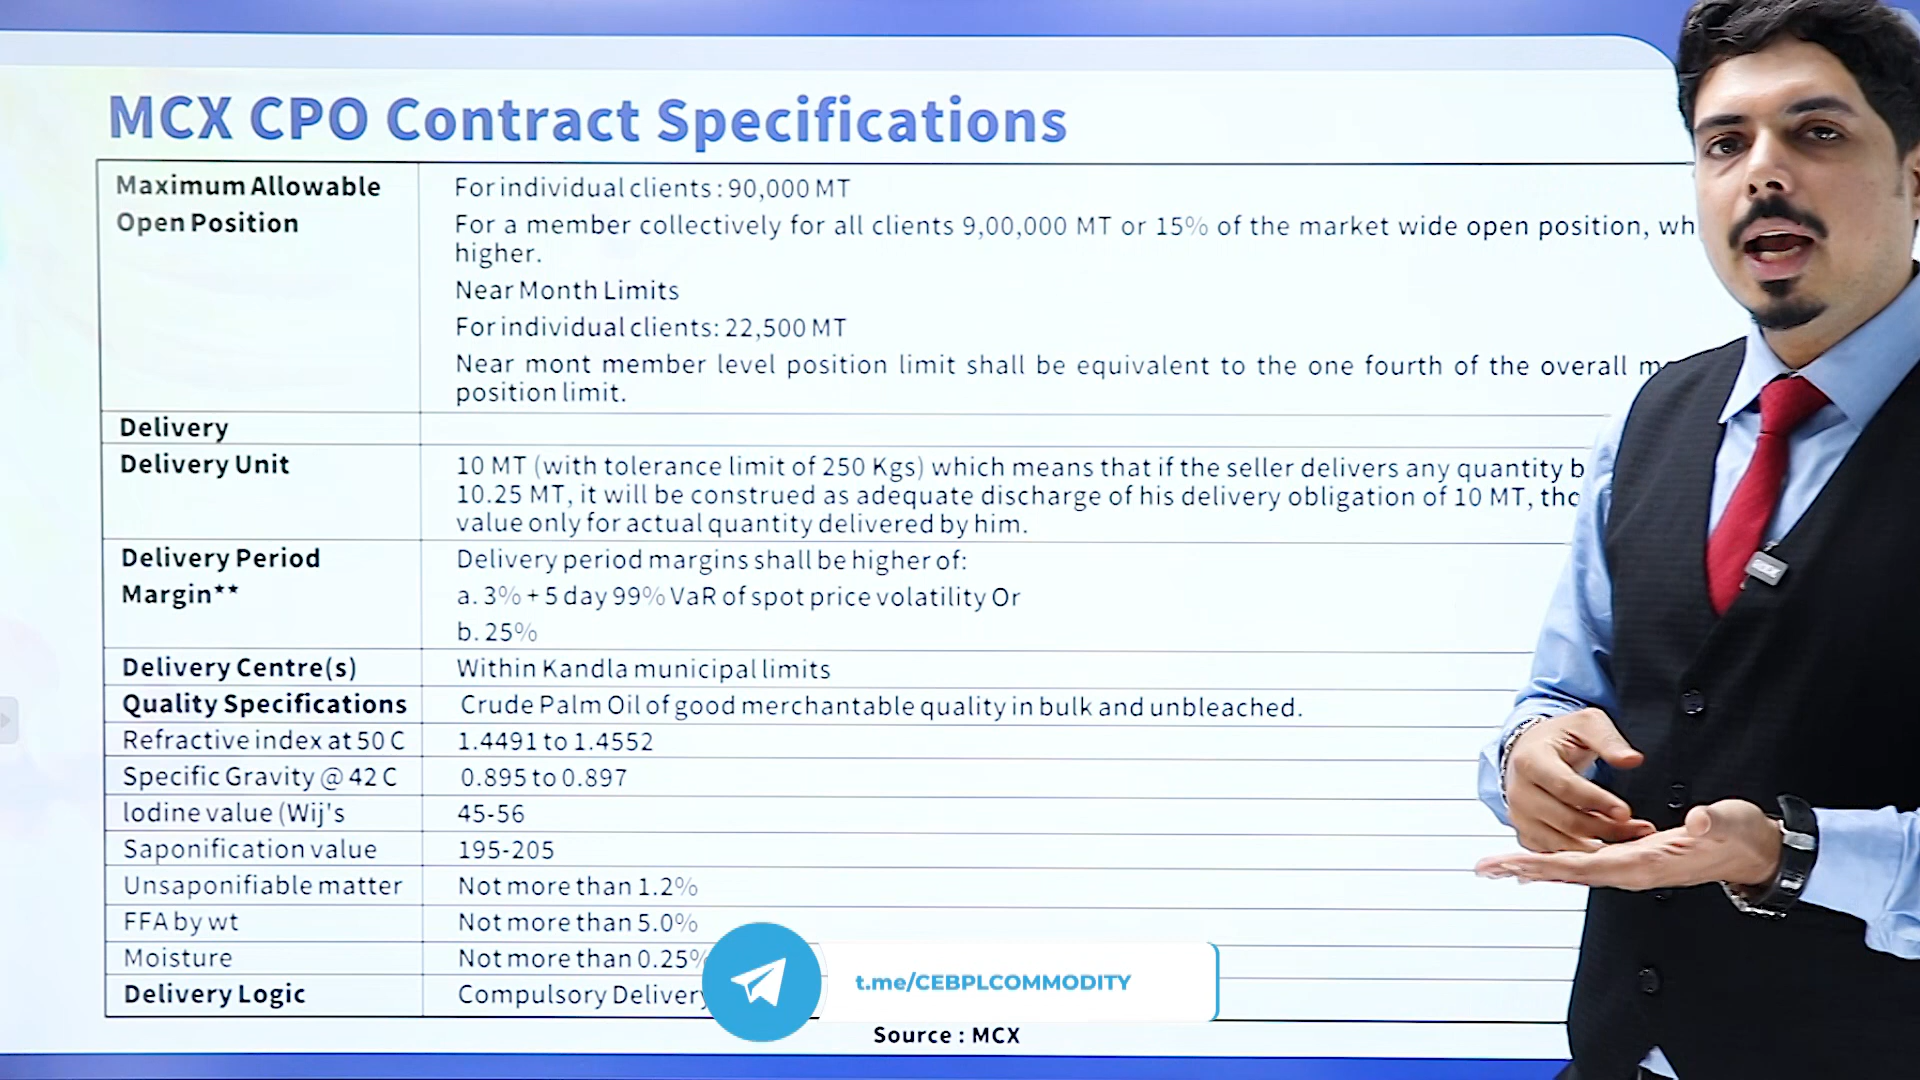 MCX CPO Contract Specifications
Maximum Allowable
Open Position
For individual clients : 90,000 MT
For a member collectively for all clients 9,00,000 MT or 15% of the market wide open position,
higher.
Near Month Limits
For individual clients: 22,500 MT
Near mont member level position limit shall be equivalent to the one fourth of the overall
position limit.
Delivery
Delivery Unit
10 MT (with tolerance limit of 250 Kgs) which means that if the seller delivers any quantity
10.25 MT, it will be construed as adequate discharge of his delivery obligation of 10 MT,
value only for actual quantity delivered by him.
Delivery Period
Margin**
Delivery period margins shall be higher of:
a. 3% + 5 day 99% VaR of spot price volatility Or
b. 25%
Delivery Centre(s)
Within Kandla municipal limits
Quality Specifications
Crude Palm Oil of good merchantable quality in bulk and unbleached.
Refractive index at 50 C
1.4491 to 1.4552
Specific Gravity @ 42 C
0.895 to 0.897
Iodine value (Wij's
45-56
Saponification value
195-205
Unsaponifiable matter
Not more than 1.2%
FFA by wt
Not more than 5.0%
Moisture
Not more than 0.25%
Delivery Logic
Compulsory Delivery
t.me/CEBPLCOMMODITY
Source : MCX